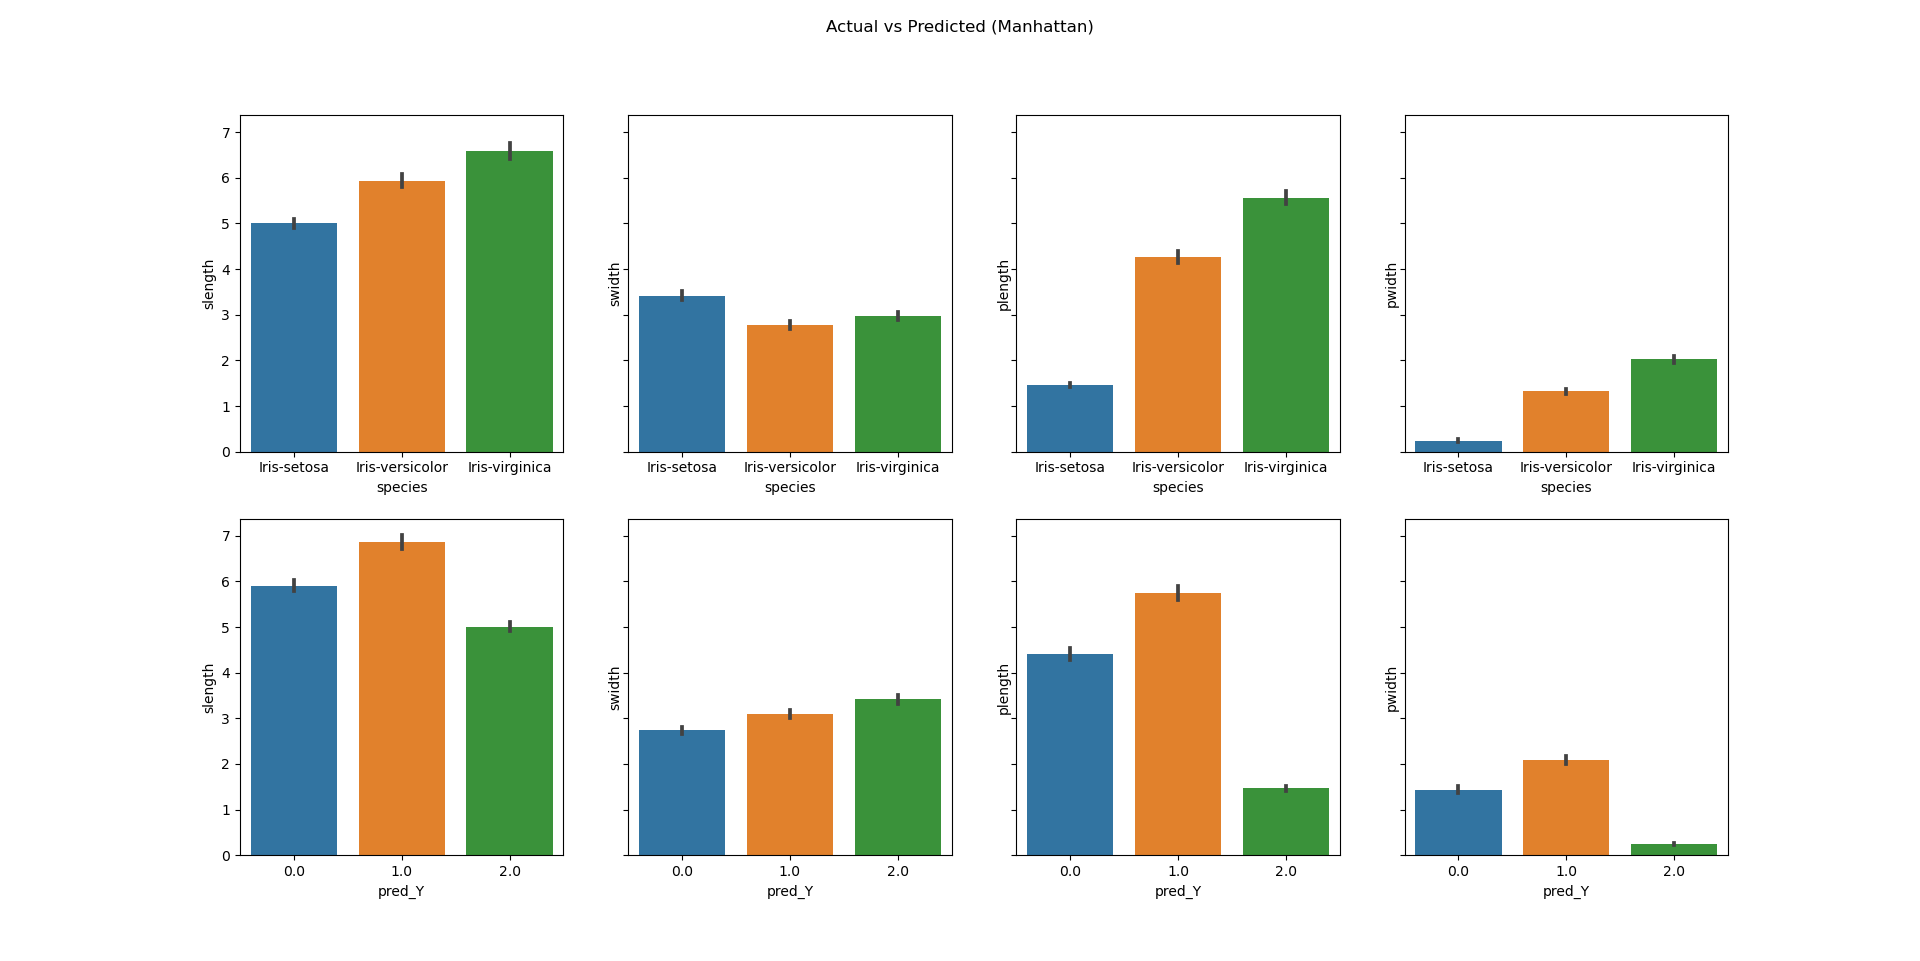 Actual vs Predicted (Manhattan)
7
6
5
4
3
2
1
0
slength
Iris-setosa Iris-versicolor Iris-virginica
species
swidth
Iris-setosa Iris-versicolor Iris-virginica
species
plength
Iris-setosa Iris-versicolor Iris-virginica
species
pwidth
Iris-setosa Iris-versicolor Iris-virginica
species
7
6
5
4
3
2
1
0
slength
0.0 1.0 2.0
pred_Y
swidth
0.0 1.0 2.0
pred_Y
plength
0.0 1.0 2.0
pred_Y
pwidth
0.0 1.0 2.0
pred_Y